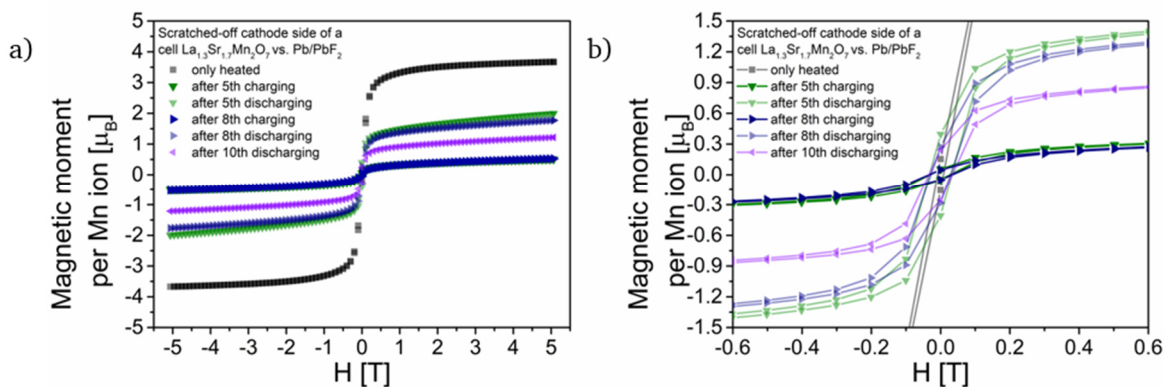 a)
Magnetic moment
per Mn ion [μB]
5
4
3
2
1
0
-1
-2
-3
-4
-5
Scratched-off cathode side of a
cell La1.3Sr1.7Mn2O7 vs. Pb/PbF2
only heated
after 5th charging
after 5th discharging
after 8th charging
after 8th discharging
after 10th discharging
-5 -4 -3 -2 -1 0 1 2 3 4 5
H [T]
b)
Magnetic moment
per Mn ion [μB]
1.5
1.2
0.9
0.6
0.3
0.0
-0.3
-0.6
-0.9
-1.2
-1.5
Scratched-off cathode side of a
cell La1.3Sr1.7Mn2O7 vs. Pb/PbF2
only heated
after 5th charging
after 5th discharging
after 8th charging
after 8th discharging
after 10th discharging
-0.6 -0.4 -0.2 0.0 0.2 0.4 0.6
H [T]